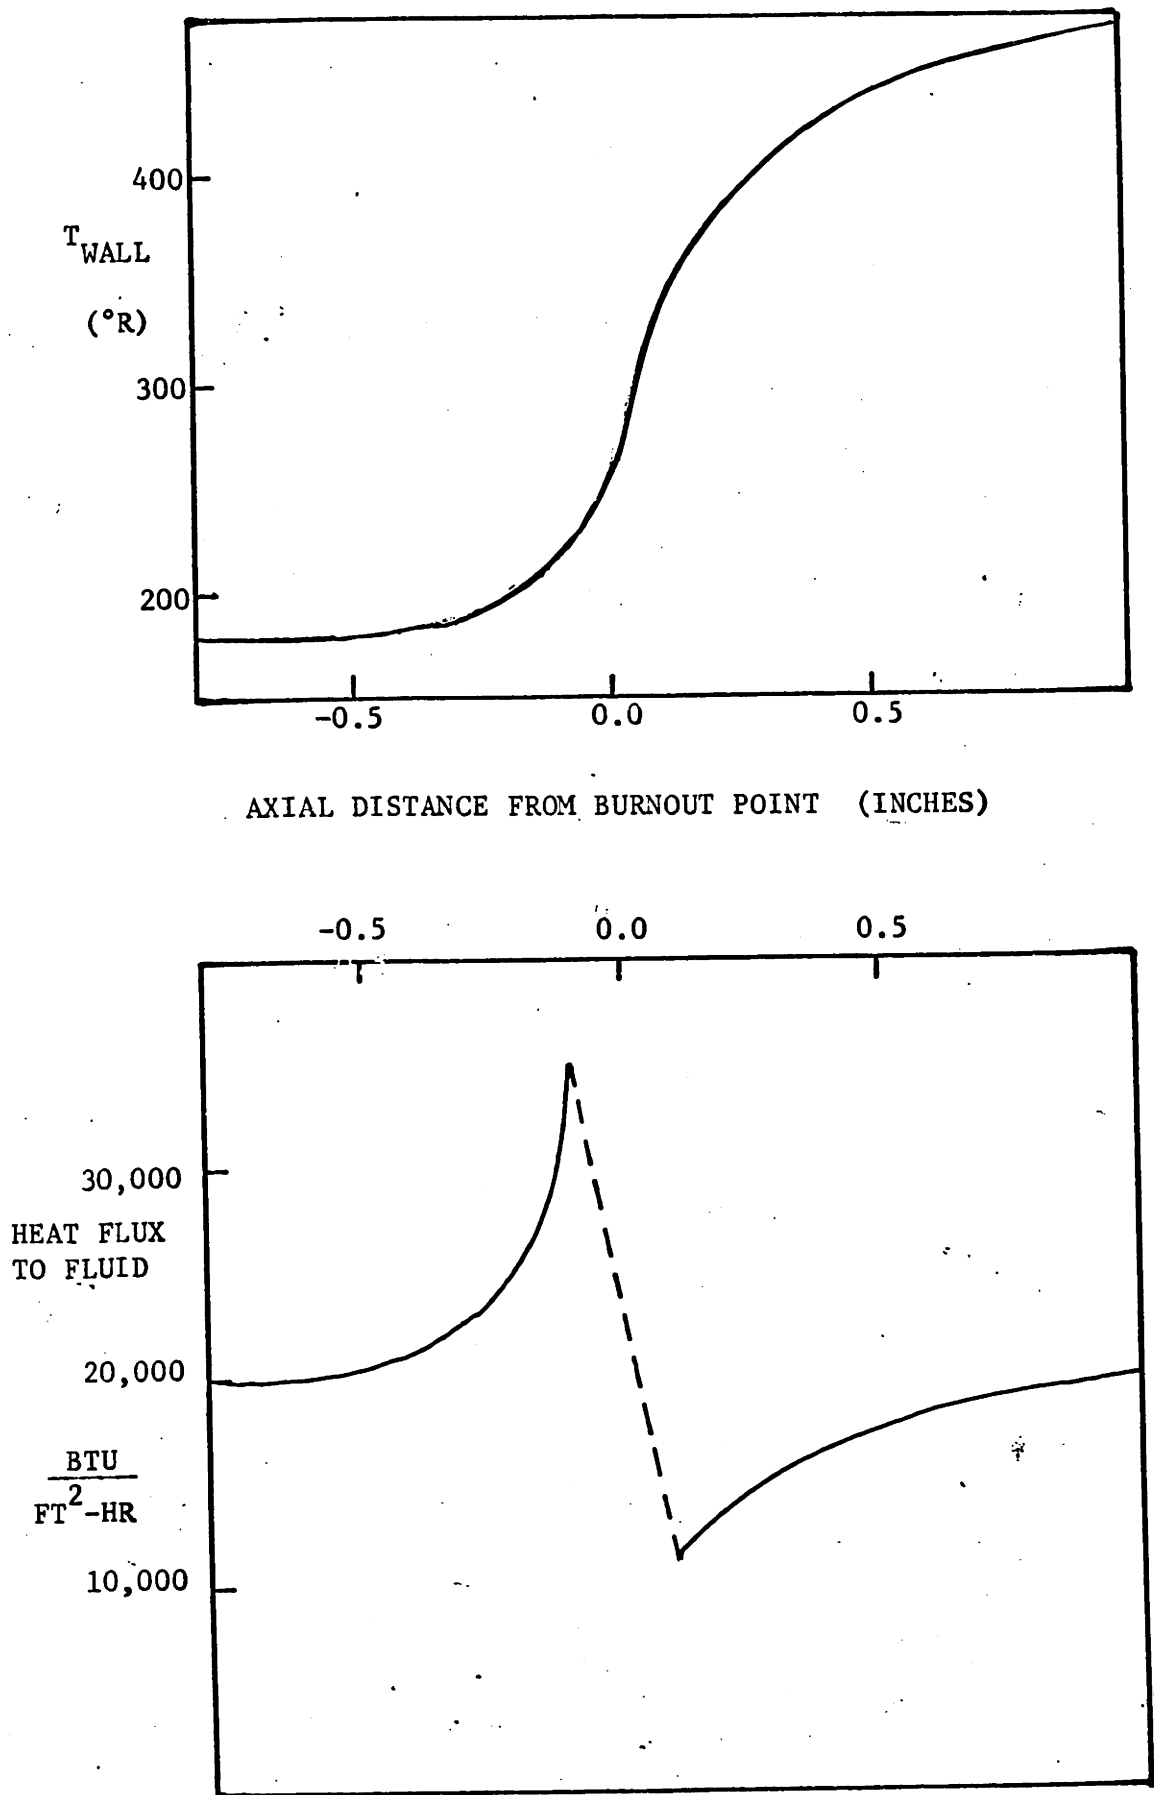 400
T WALL
(°R)
300
200
-0.5 0.0 0.5
AXIAL DISTANCE FROM BURNOUT POINT (INCHES)
-0.5 0.0 0.5
30,000
HEAT FLUX
TO FLUID
20,000
BTU
FT²-HR
10,000